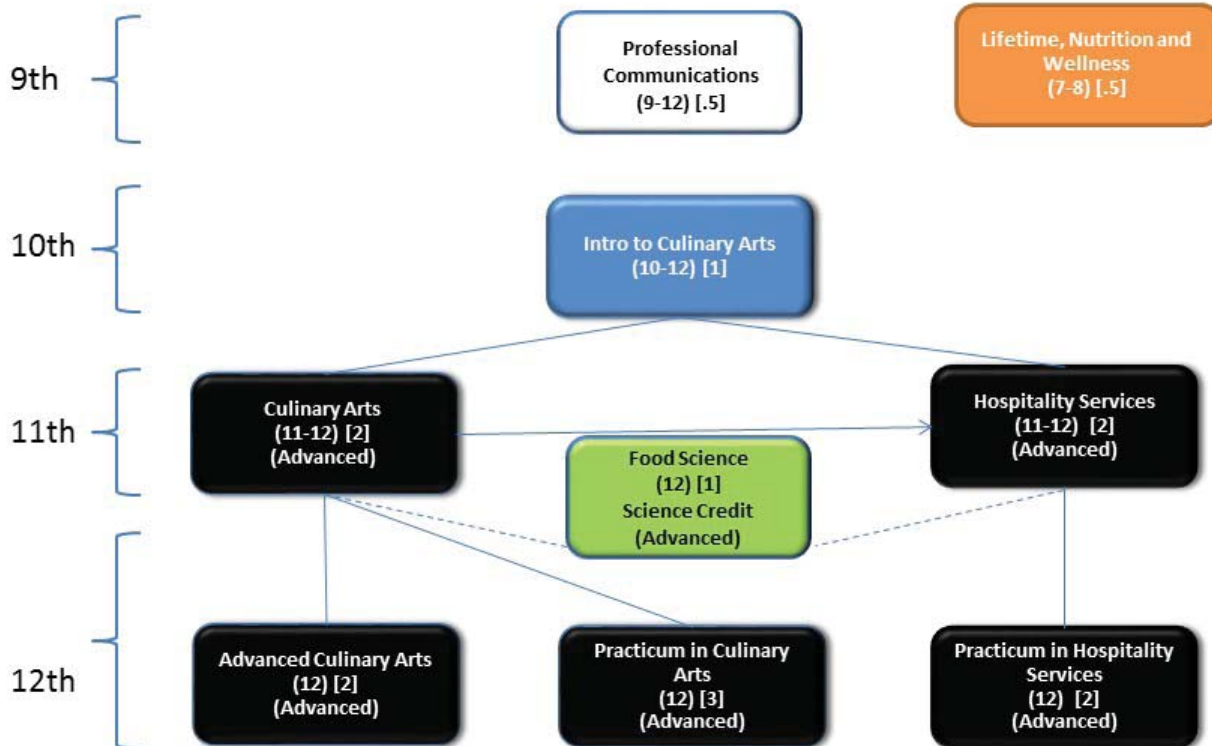 9th
Professional
Communications
(9-12) [.5]
Lifetime, Nutrition and
Wellness
(7-8) [.5]
10th
Intro to Culinary Arts
(10-12) [1]
11th
Culinary Arts
(11-12) [2]
(Advanced)
Hospitality Services
(11-12) [2]
(Advanced)
Food Science
(12) [1]
Science Credit
(Advanced)
12th
Advanced Culinary Arts
(12) [2]
(Advanced)
Practicum in Culinary
Arts
(12) [3]
(Advanced)
Practicum in Hospitality
Services
(12) [2]
(Advanced)